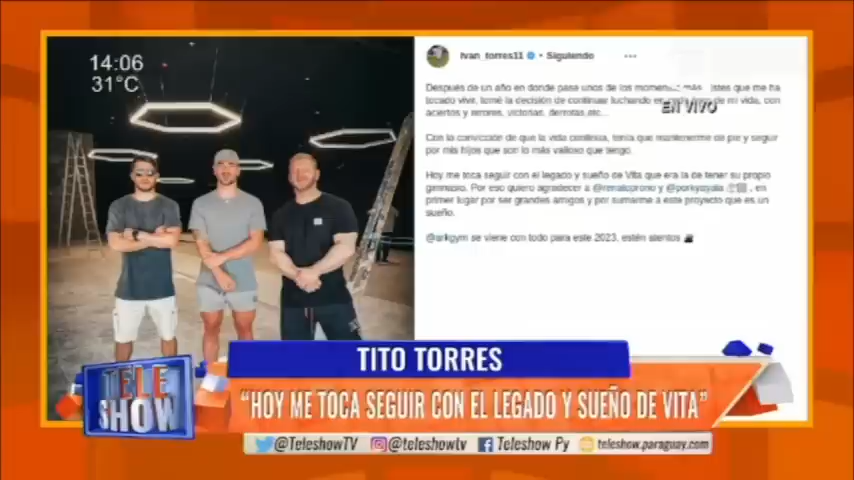 14:06
31°C
ivan_torres11 • Siguiendo ...
Después de un año en donde pase unos de los momentos más tristes que me ha
tocado vivir, tomé la decisión de continuar luchando en cada de mi vida, con
aciertos y errores, victorias, derrotas etc..
EN VIVO
Con la convicción de que la vida continúa, tenía que mantenerme de pie y seguir
por mis hijos que son lo más valioso que tengo.
Hoy me toca seguir con el legado y sueño de Vita que era la de tener su propio
gimnasio. Por eso quiero agradecer a @renatoprono y @porkyayala , en
primer lugar por ser grandes amigos y por sumarme a este proyecto que es un
sueño.
@arkgym se viene con todo para este 2023, estén atentos
TITO TORRES
“HOY ME TOCA SEGUIR CON EL LEGADO Y SUEÑO DE VITA”
TELE
SHOW
@TeleshowTV @teleshowtv Teleshow Py teleshow.paraguay.com